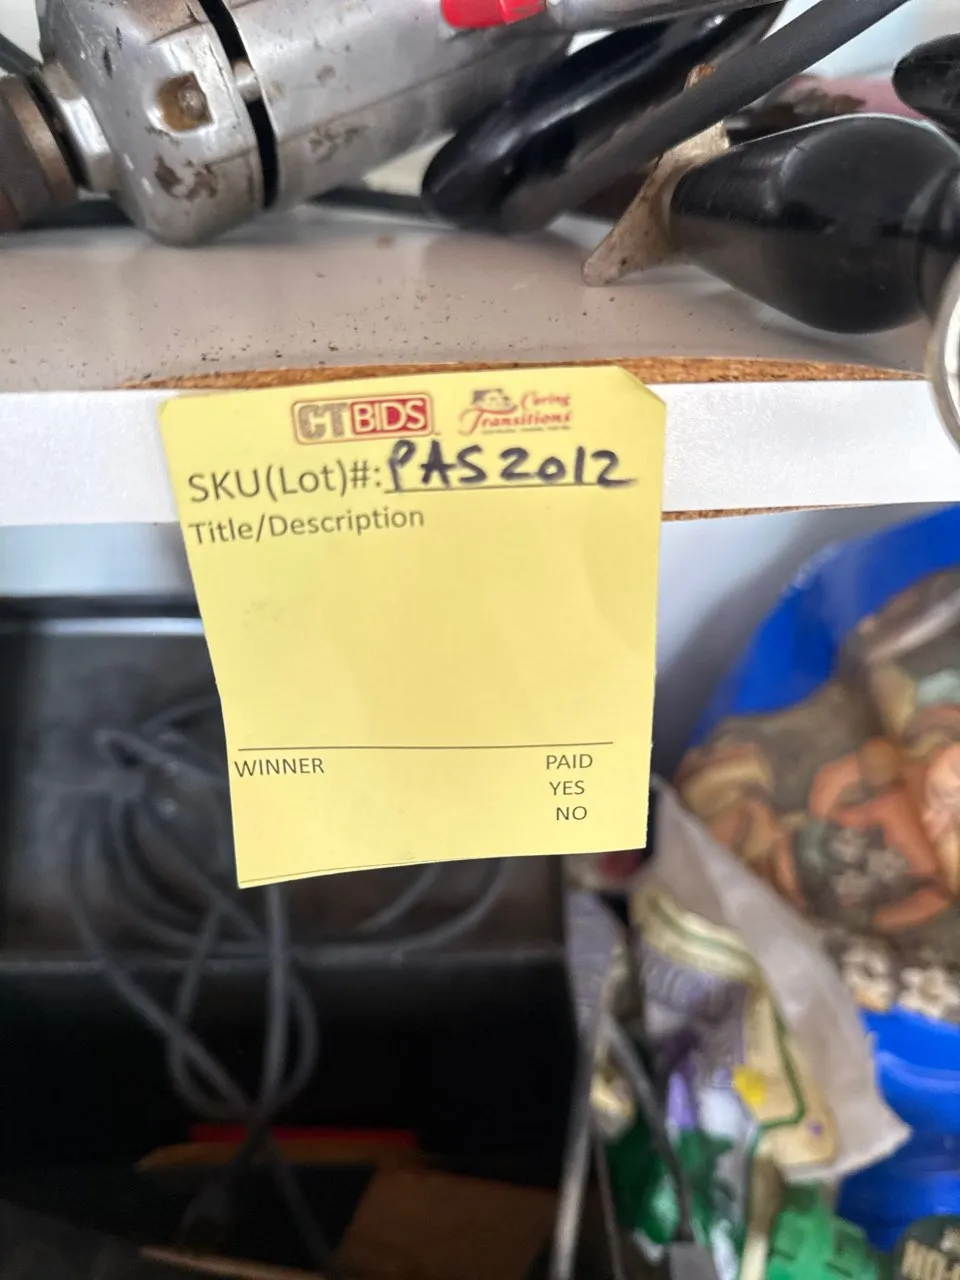 CTBIDS
Caring Transitions
SKU(Lot)#: PAS2012
Title/Description
WINNER
PAID
YES
NO